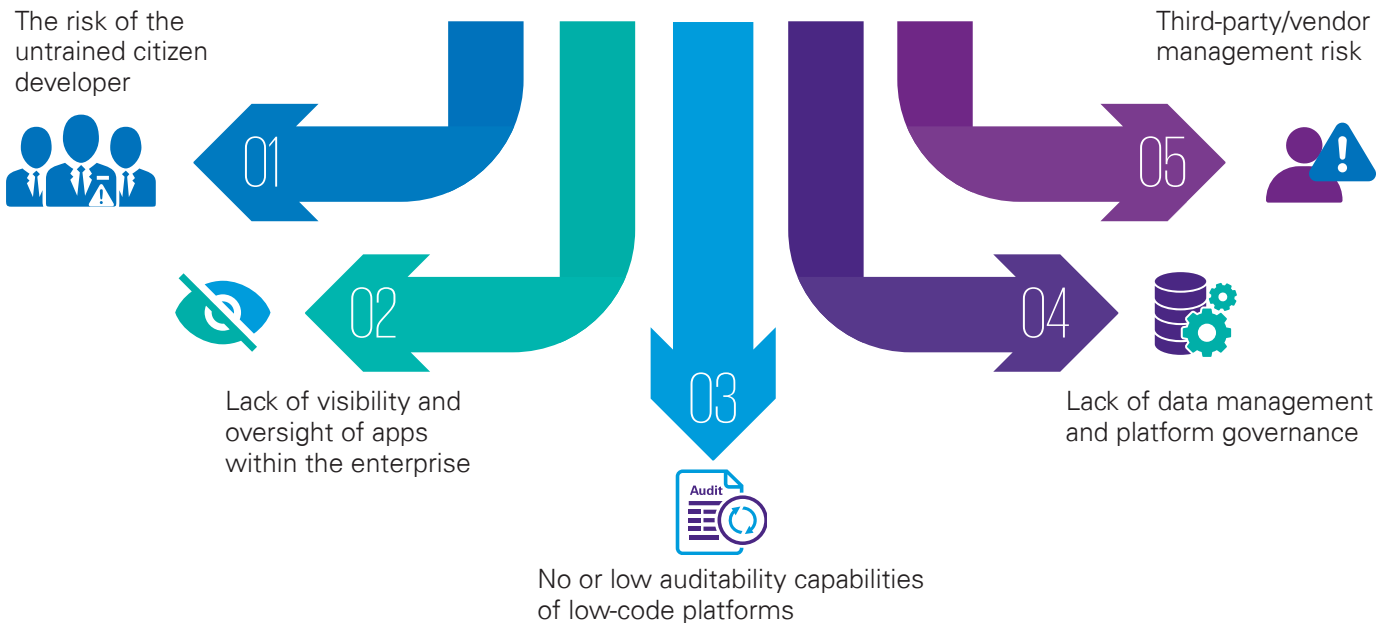 The risk of the
untrained citizen
developer
01
02
Lack of visibility and
oversight of apps
within the enterprise
03
Audit
No or low auditability capabilities
of low-code platforms
04
Lack of data management
and platform governance
05
Third-party/vendor
management risk